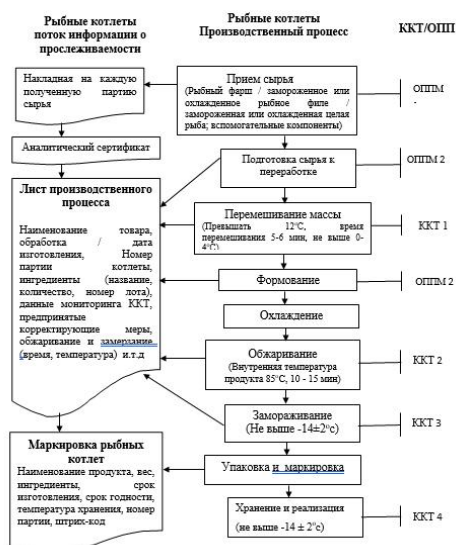 Рыбные котлеты
поток информации о
прослеживаемости
Рыбные котлеты
Производственный процесс
ККТ/ОПП
Накладная на каждую
полученную партию
сырья
Аналитический сертификат
Лист производственного
процесса
Наименование товара,
обработка / дата
изготовления, Номер
партии котлеты,
ингредиенты (название,
количество, номер лота),
данные мониторинга ККТ,
предпринятые
корректирующие меры,
обжаривание и замерзание
(время, температура) и.т.д
Маркировка рыбных
котлет
Наименование продукта, вес,
ингредиенты, срок
изготовления, срок годности,
температура хранения, номер
партии, штрих-код
Прием сырья
(Рыбный фарш / замороженное или
охлажденное рыбное филе /
замороженная или охлажденная целая
рыба; вспомогательные компоненты)
Подготовка сырья к
переработке
Перемешивание массы
(Превышать 12°С, время
перемешивания 5-6 мин, не выше 0-
4°С)
Формование
Охлаждение
Обжаривание
(Внутренняя температура
продукта 85°С, 10 - 15 мин)
Замораживание
(Не выше -14±2°с)
Упаковка и маркировка
Хранение и реализация
(не выше -14 ± 2°с)
ОППМ
.
ОППМ 2
ККТ 1
ОППМ 2
ККТ 2
ККТ 3
ККТ 4